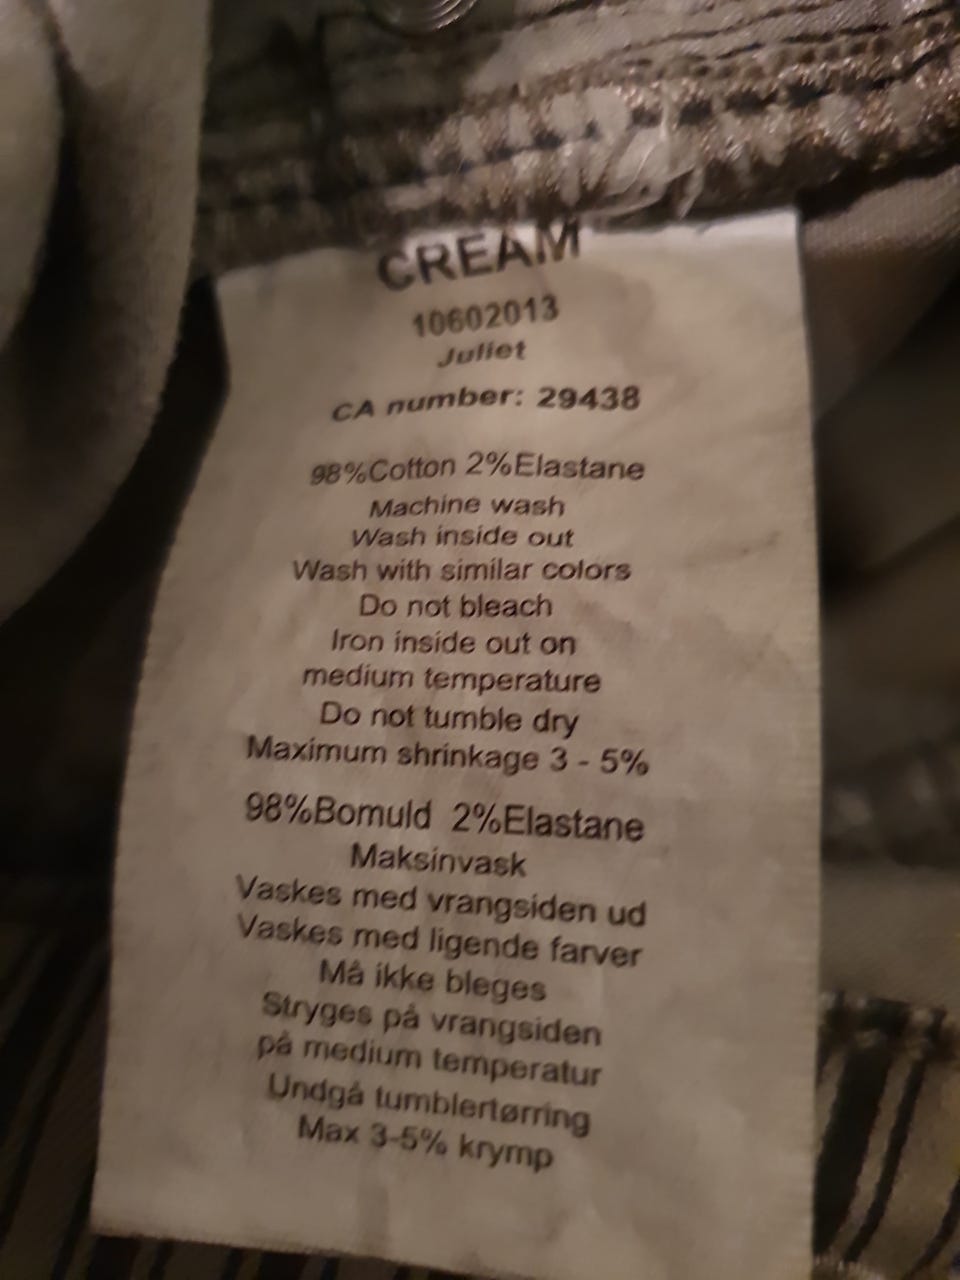 CREAM
10602013
Juliet
CA number: 29438
98%Cotton 2%Elastane
Machine wash
Wash inside out
Wash with similar colors
Do not bleach
Iron inside out on
medium temperature
Do not tumble dry
Maximum shrinkage 3 - 5%
98%Bomuld 2%Elastane
Maksinvask
Vaskes med vrangsiden ud
Vaskes med ligende farver
Må ikke bleges
Stryges på vrangsiden
på medium temperatur
Undgå tumblertørring
Max 3-5% krymp